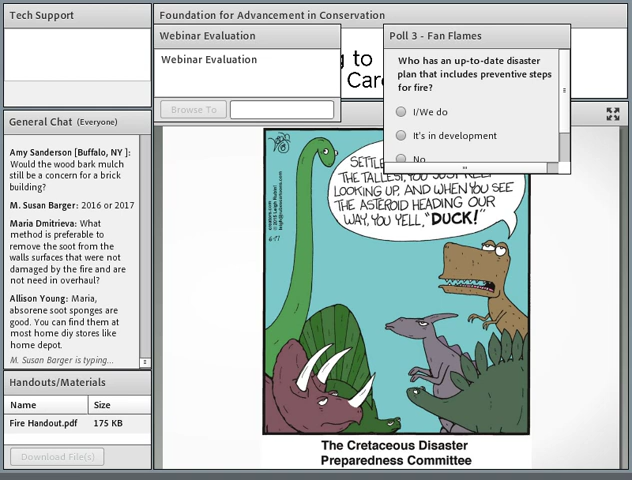 Tech Support
Foundation for Advancement in Conservation
Webinar Evaluation
Webinar Evaluation
Browse To
g to
Car
Poll 3 - Fan Flames
Who has an up-to-date disaster
plan that includes preventive steps
for fire?
I/We do
It's in development
No
General Chat (Everyone)
Amy Sanderson [Buffalo, NY ]:
Would the wood bark mulch
still be a concern for a brick
building?
M. Susan Barger: 2016 or 2017
Maria Dmitrieva: What
method is preferable to
remove the soot from the
walls surfaces that were not
damaged by the fire and are
not need in overhaul?
Allison Young: Maria,
absorene soot sponges are
good. You can find them at
most home diy stores like
home depot.
M. Susan Barger is typing...
Handouts/Materials
Name Size
Fire Handout.pdf 175 KB
Download File(s)
SETTLE
THE TALLEST, YOU JUST KEEP
LOOKING UP, AND WHEN YOU SEE
THE ASTEROID HEADING OUR
WAY, YOU YELL, "DUCK!"
6-17
The Cretaceous Disaster
Preparedness Committee